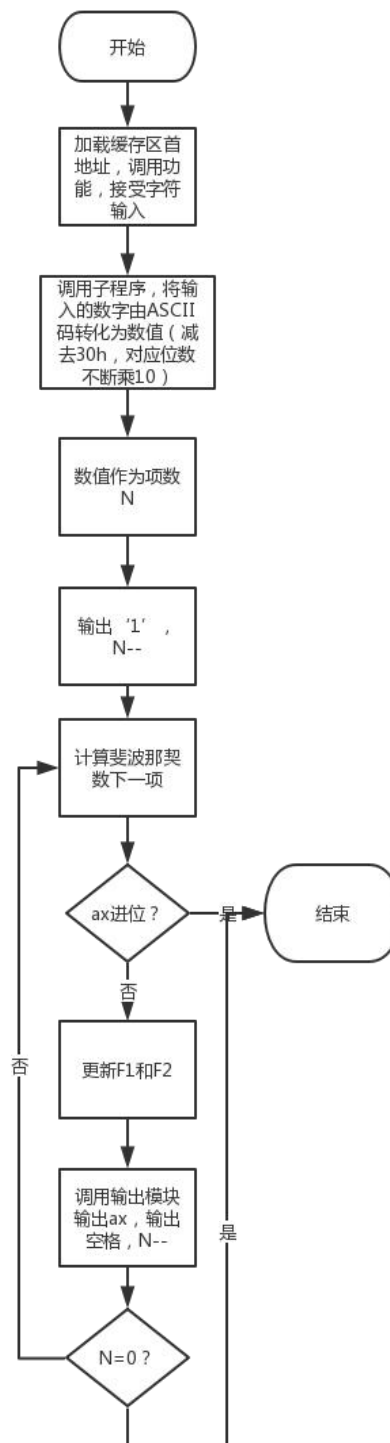 开始
加载缓存区首
地址，调用功
能，接受字符
输入
调用子程序，将输
入的数字由ASCII
码转化为数值（减
去30h，对应位数
不断乘10）
数值作为项数
N
输出‘1’，
N--
计算斐波那契
数下一项
ax进位？
是
结束
否
更新F1和F2
否
调用输出模块
输出ax，输出
空格，N--
是
N=0？